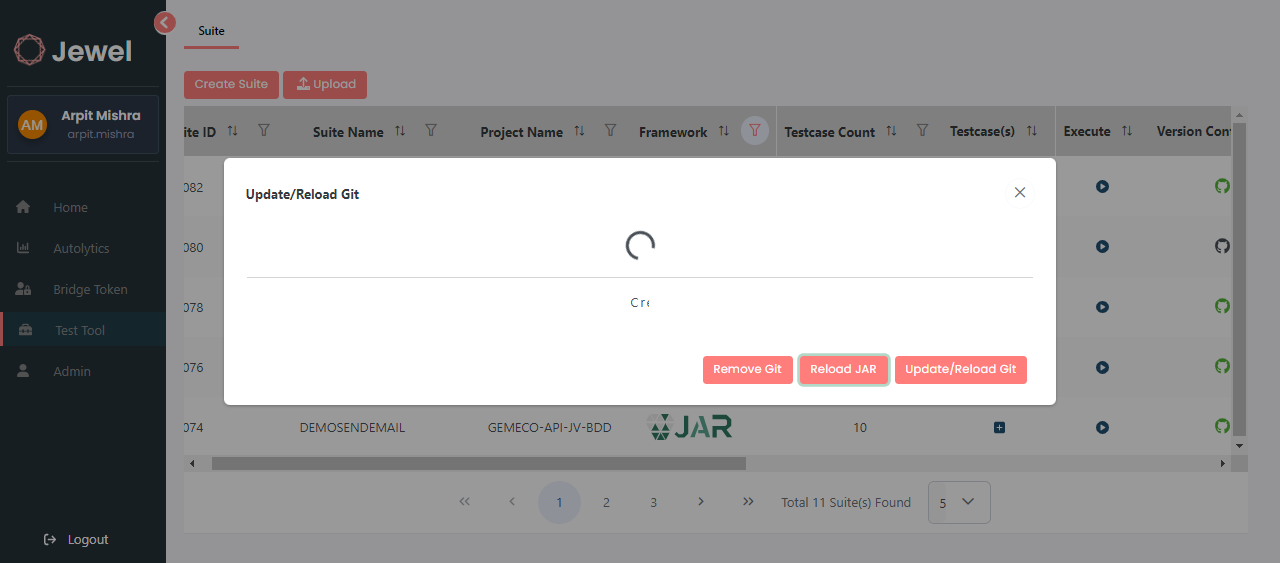 Jewel
AM
Arpit Mishra
arpit.mishra
Home
Autolytics
Bridge Token
Test Tool
Admin
Logout
Suite
Create Suite
Upload
ite ID
Suite Name
Project Name
Framework
Testcase Count
Testcase(s)
Execute
Version Con
082
Update/Reload Git
080
078
Cre
076
Remove Git
Reload JAR
Update/Reload Git
074
DEMOSENDEMAIL
GEMECO-API-JV-BDD
JAR
10
1
2
3
Total 11 Suite(s) Found
5